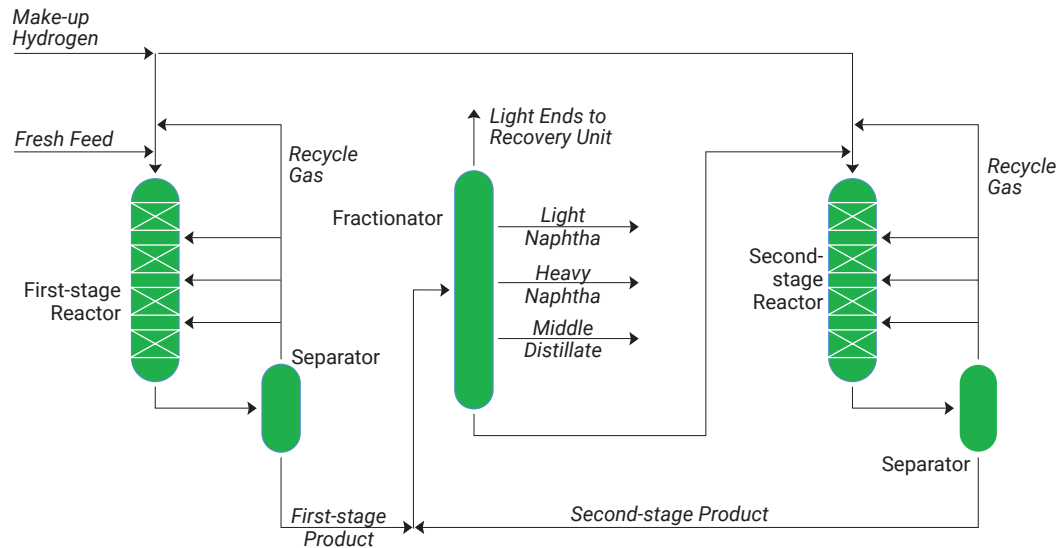 Make-up
Hydrogen
Fresh Feed
Recycle
Gas
Light Ends to
Recovery Unit
Recycle
Gas
Fractionator
Light
Naphtha
Heavy
Naphtha
Middle
Distillate
First-stage
Reactor
Second-
stage
Reactor
Separator
Separator
First-stage
Product
Second-stage Product